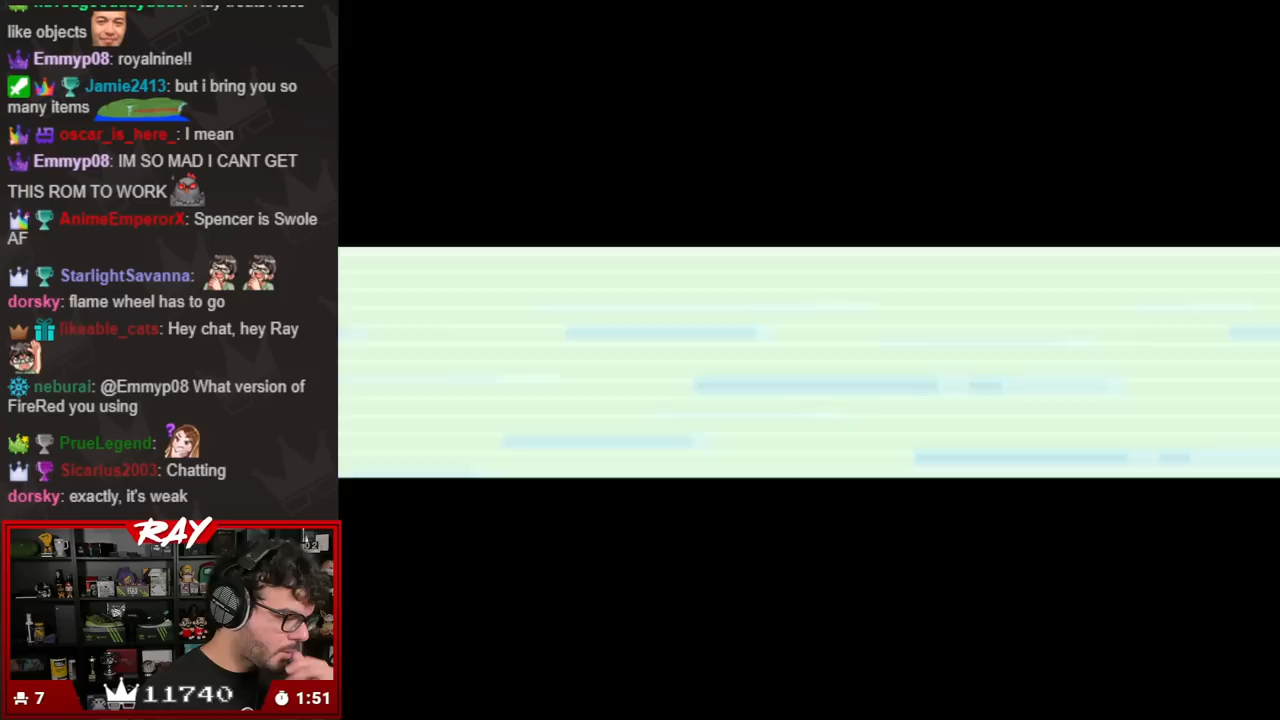 like objects
Emmyp08: royalnine!!
Jamie2413: but i bring you so
many items
oscar_is_here_: I mean
Emmyp08: IM SO MAD I CANT GET
THIS ROM TO WORK
AnimeEmperorX: Spencer is Swole
AF
StarlightSavanna:
dorsky: flame wheel has to go
likeable_cats: Hey chat, hey Ray
neburai: @Emmyp08 What version of
FireRed you using
PrueLegend:
Sicarius2003: Chatting
dorsky: exactly, it's weak
RAY
7 11740 1:51